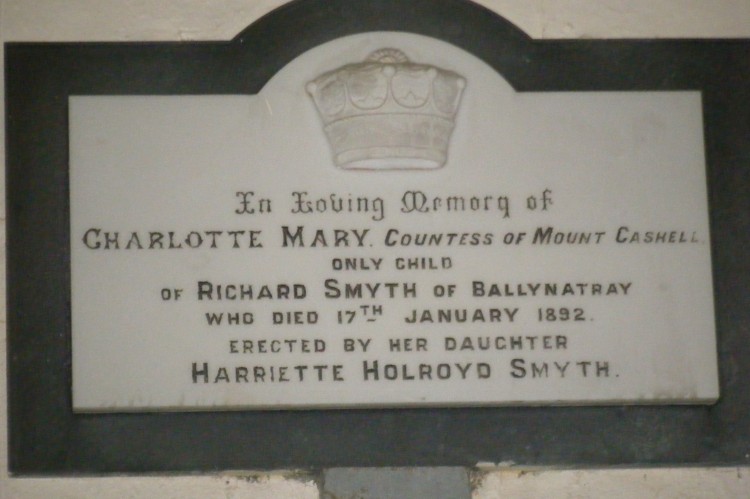 In Loving Memory of
CHARLOTTE MARY. COUNTESS OF MOUNT CASHELL.
ONLY CHILD
OF RICHARD SMYTH OF BALLYNATRAY
WHO DIED 17TH JANUARY 1892.
ERECTED BY HER DAUGHTER
HARRIETTE HOLROYD SMYTH.